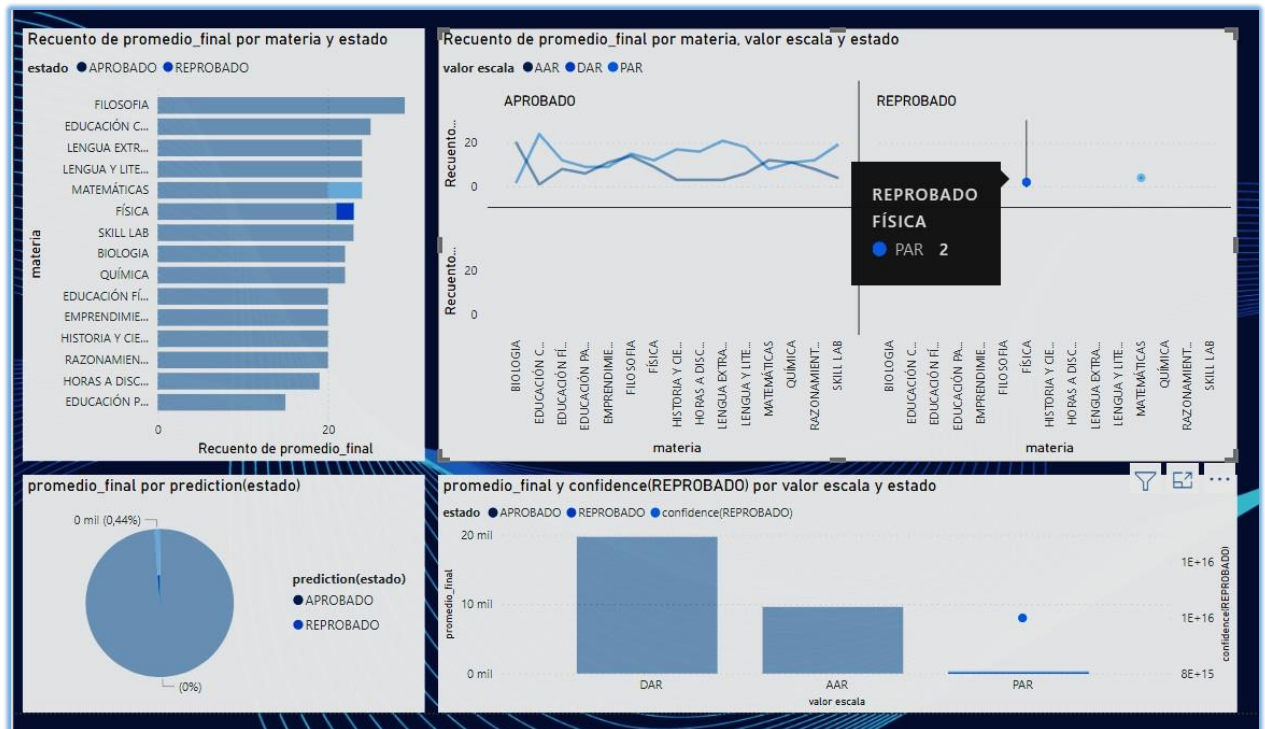 Recuento de promedio_final por materia y estado
estado APROBADO REPROBADO
materia
FILOSOFIA
EDUCACIÓN C...
LENGUA EXTR...
LENGUA Y LITE...
MATEMÁTICAS
FÍSICA
SKILL LAB
BIOLOGIA
QUÍMICA
EDUCACIÓN FÍ...
EMPRENDIMIE...
HISTORIA Y CIE...
RAZONAMIEN...
HORAS A DISC...
EDUCACIÓN P...
0 20
Recuento de promedio_final
Recuento de promedio_final por materia, valor escala y estado
valor escala AAR DAR PAR
APROBADO REPROBADO
Recuento...
20
0
Recuento...
20
0
REPROBADO
FÍSICA
PAR 2
BIOLOGIA
EDUCACIÓN C...
EDUCACIÓN FÍ...
EDUCACIÓN PA...
EMPRENDIMIE...
FILOSOFIA
FÍSICA
HISTORIA Y CIE...
HORAS A DISC...
LENGUA EXTRA...
LENGUA Y LITE...
MATEMÁTICAS
QUÍMICA
RAZONAMIENT...
SKILL LAB
materia
BIOLOGIA
EDUCACIÓN C...
EDUCACIÓN FÍ...
EDUCACIÓN PA...
EMPRENDIMIE...
FILOSOFIA
FÍSICA
HISTORIA Y CIE...
HORAS A DISC...
LENGUA EXTRA...
LENGUA Y LITE...
MATEMÁTICAS
QUÍMICA
RAZONAMIENT...
SKILL LAB
materia
promedio_final por prediction(estado)
0 mil (0,44%)
(0%)
prediction(estado)
APROBADO
REPROBADO
promedio_final y confidence(REPROBADO) por valor escala y estado
estado APROBADO REPROBADO confidence(REPROBADO)
promedio_final
20 mil
10 mil
0 mil
DAR AAR PAR
valor escala
1E+16
1E+16
8E+15
confidence(REPROBADO)